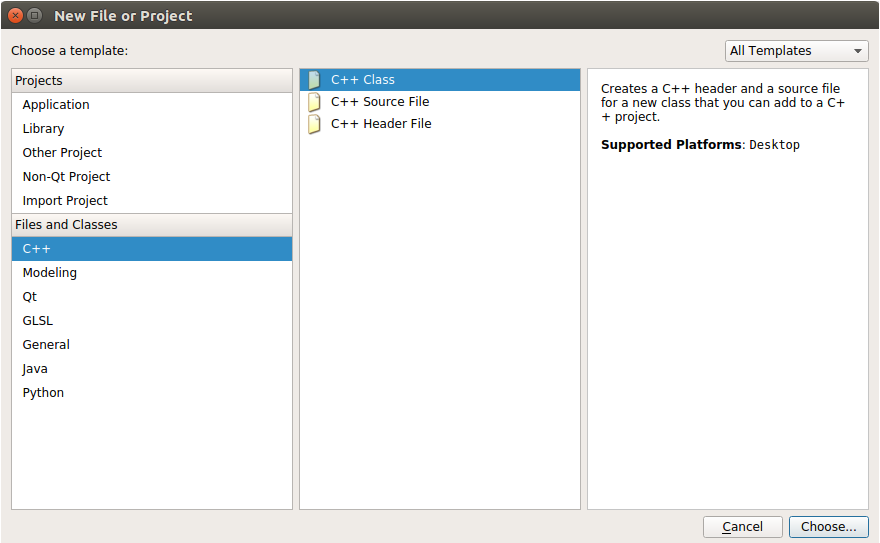 New File or Project
Choose a template:
All Templates
Projects
Application
Library
Other Project
Non-Qt Project
Import Project
Files and Classes
C++
Modeling
Qt
GLSL
General
Java
Python
C++ Class
C++ Source File
C++ Header File
Creates a C++ header and a source file
for a new class that you can add to a C+
+ project.
Supported Platforms: Desktop
Cancel
Choose...